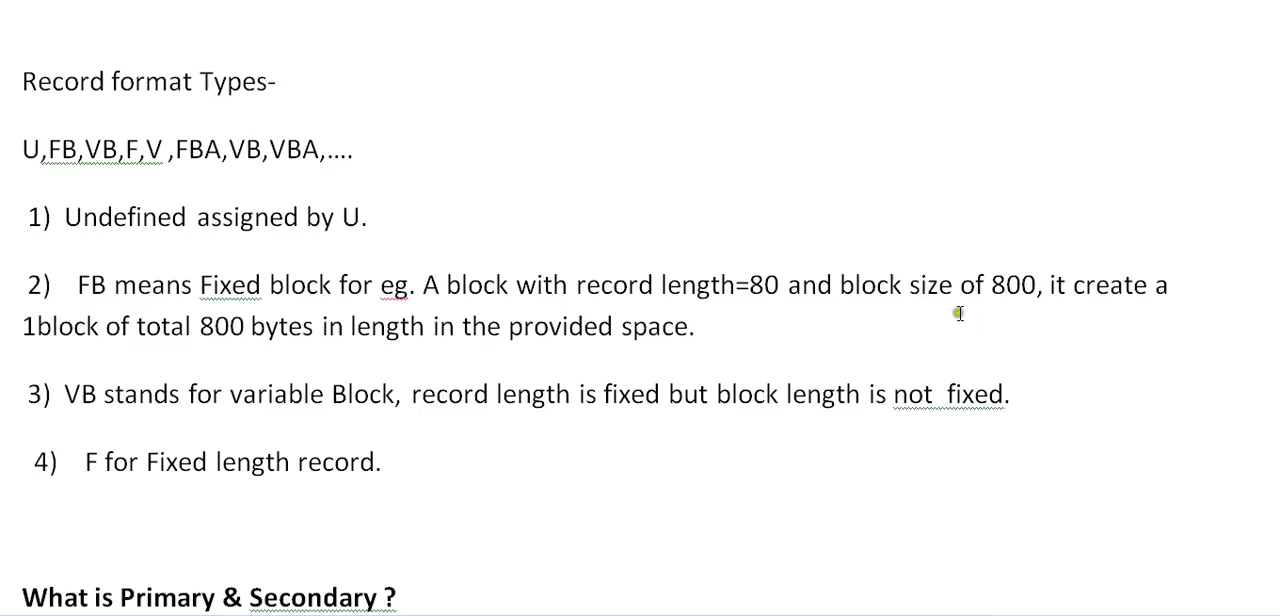 Record format Types-
U,FB,VB,F,V ,FBA,VB,VBA,....
1) Undefined assigned by U.
2) FB means Fixed block for eg. A block with record length=80 and block size of 800, it create a
1block of total 800 bytes in length in the provided space.
3) VB stands for variable Block, record length is fixed but block length is not fixed.
4) F for Fixed length record.
What is Primary & Secondary ?